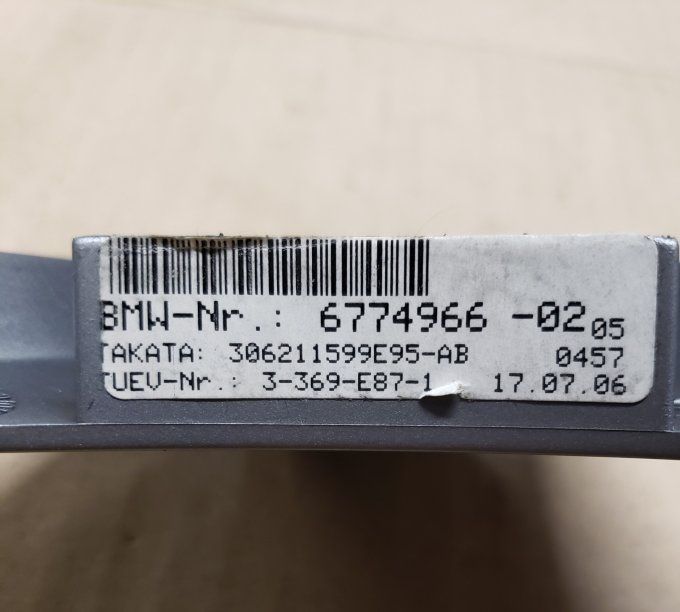 BMW-Nr.: 6774966 -02 05
TAKATA: 306211599E95-AB 0457
TUEV-Nr.: 3-369-E87-1 17.07.06